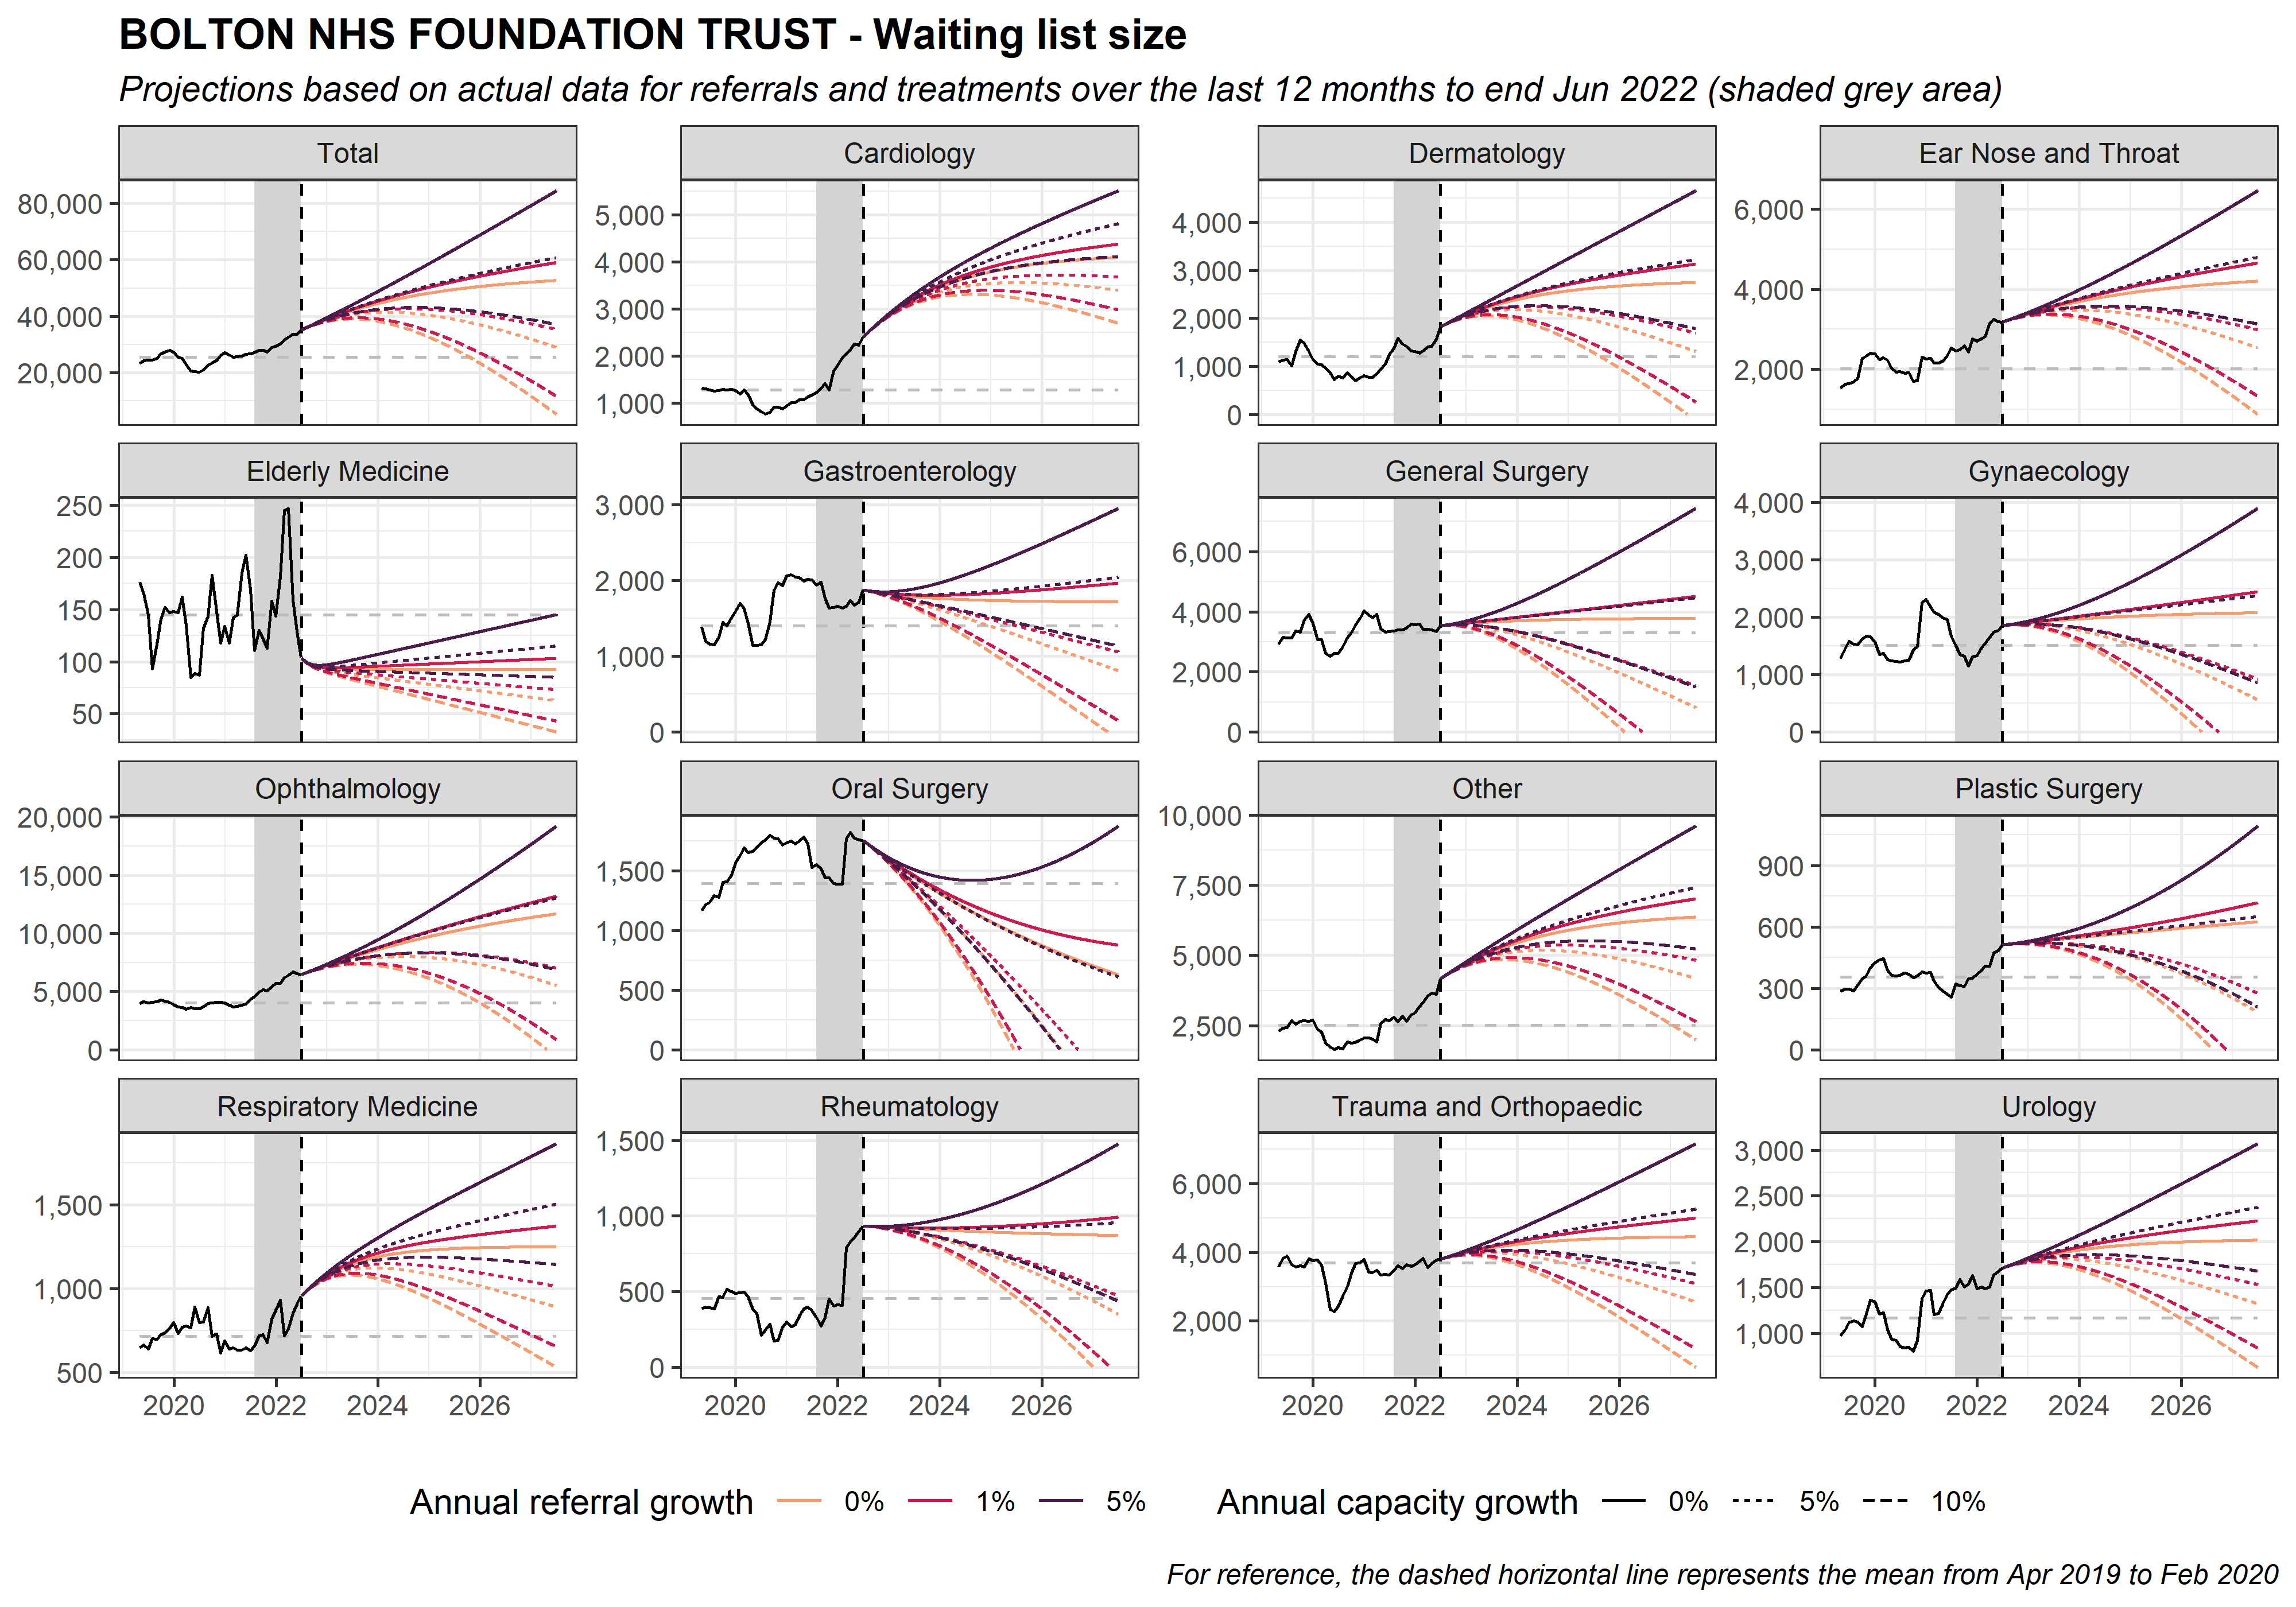 BOLTON NHS FOUNDATION TRUST - Waiting list size
Projections based on actual data for referrals and treatments over the last 12 months to end Jun 2022 (shaded grey area)
Total
80,000
60,000
40,000
20,000
Cardiology
5,000
4,000
3,000
2,000
1,000
Dermatology
4,000
3,000
2,000
1,000
0
Ear Nose and Throat
6,000
4,000
2,000
Elderly Medicine
250
200
150
100
50
Gastroenterology
3,000
2,000
1,000
0
General Surgery
6,000
4,000
2,000
0
Gynaecology
4,000
3,000
2,000
1,000
0
Ophthalmology
20,000
15,000
10,000
5,000
0
Oral Surgery
1,500
1,000
500
0
Other
10,000
7,500
5,000
2,500
Plastic Surgery
900
600
300
0
Respiratory Medicine
1,500
1,000
500
2020 2022 2024 2026
Rheumatology
1,500
1,000
500
0
2020 2022 2024 2026
Trauma and Orthopaedic
6,000
4,000
2,000
2020 2022 2024 2026
Urology
3,000
2,500
2,000
1,500
1,000
2020 2022 2024 2026
Annual referral growth 0% 1% 5%
Annual capacity growth 0% 5% 10%
For reference, the dashed horizontal line represents the mean from Apr 2019 to Feb 2020